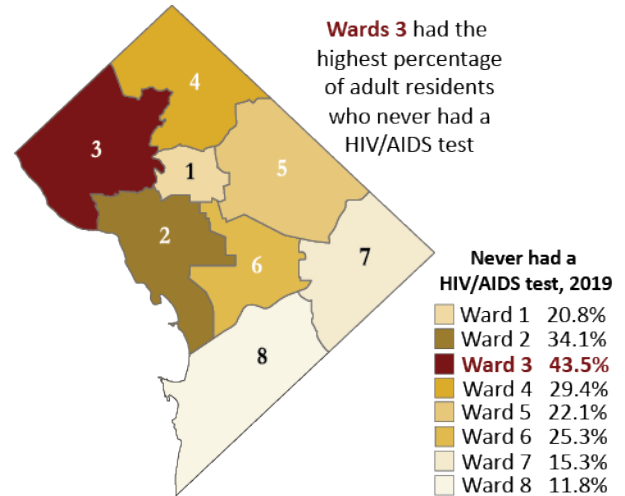 Wards 3 had the
highest percentage
of adult residents
who never had a
HIV/AIDS test
4
3
1
5
2
6
7
8
Never had a
HIV/AIDS test, 2019
Ward 1 20.8%
Ward 2 34.1%
Ward 3 43.5%
Ward 4 29.4%
Ward 5 22.1%
Ward 6 25.3%
Ward 7 15.3%
Ward 8 11.8%